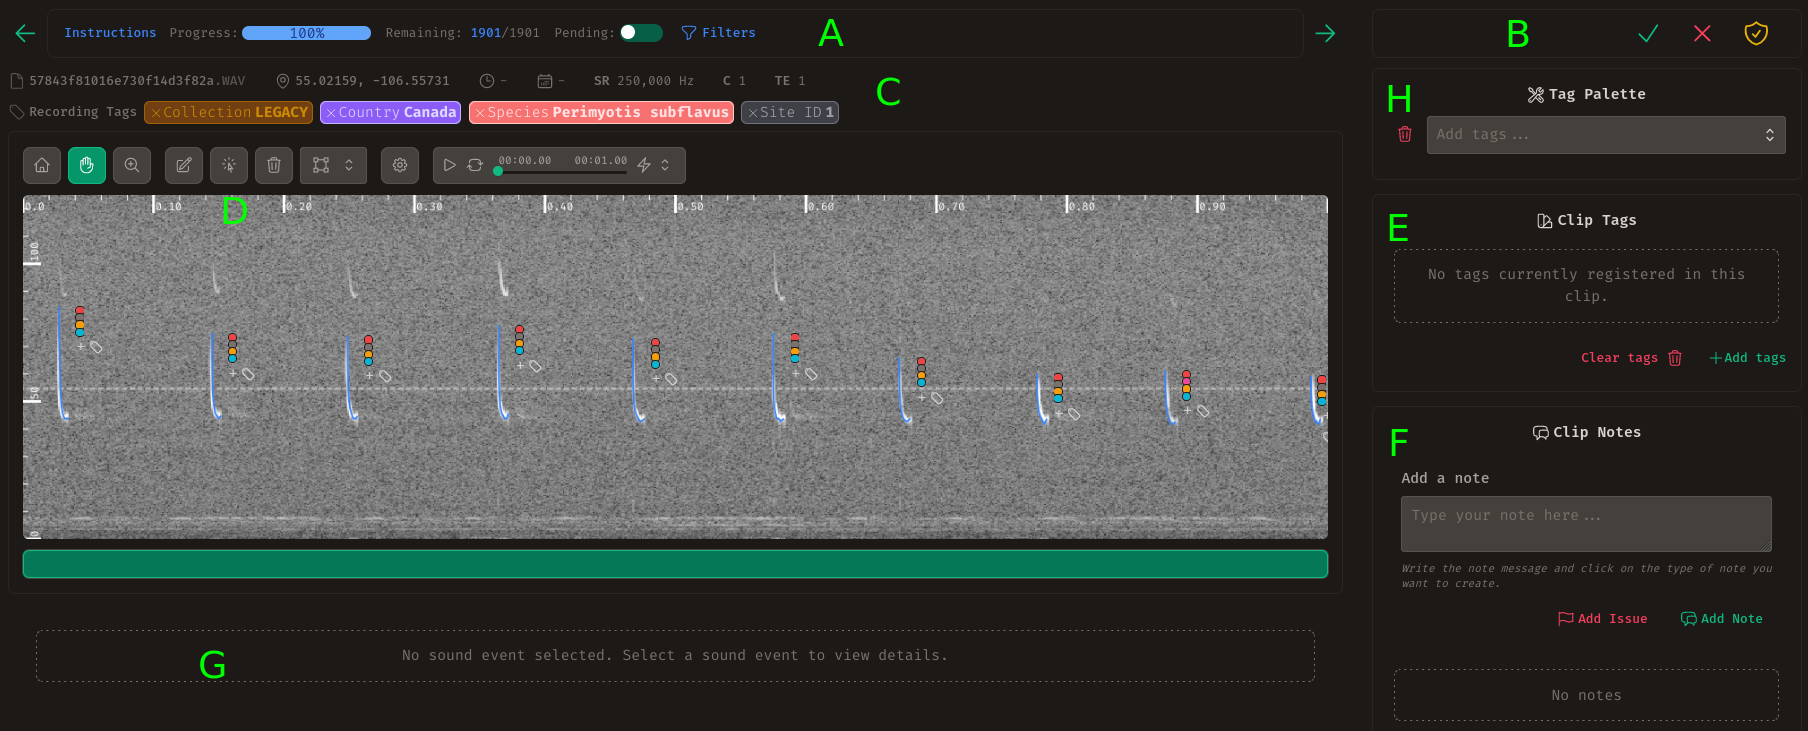 Instructions Progress: 100% Remaining: 1901/1901 Pending: Filters A
B
57843f81016e730f14d3f82a.WAV 55.02159, -106.55731 - - SR 250,000 Hz C 1 TE 1 C
Recording Tags ×Collection LEGACY ×Country Canada ×Species Perimyotis subflavus ×Site ID 1
00:00.00 00:01.00
0.0 0.10 0.20 0.30 0.40 0.50 0.60 0.70 0.80 0.90
D
100
50
0
G
No sound event selected. Select a sound event to view details.
H
Tag Palette
Add tags...
E
Clip Tags
No tags currently registered in this
clip.
Clear tags +Add tags
F
Clip Notes
Add a note
Type your note here...
Write the note message and click on the type of note you
want to create.
Add Issue Add Note
No notes